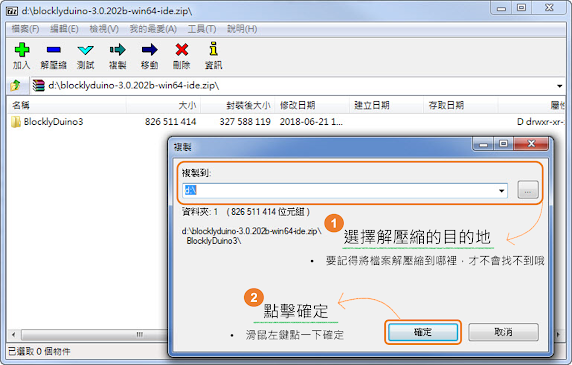 d:\blocklyduino-3.0.202b-win64-ide.zip\
檔案(F) 編輯(E) 檢視(V) 我的最愛(A) 工具(T) 說明(H)
加入 解壓縮 測試 複製 移動 刪除 資訊
d:\blocklyduino-3.0.202b-win64-ide.zip\
名稱 大小 封裝後大小 修改日期 建立日期 存取日期 屬
BlocklyDuino3 826 511 414 327 588 119 2018-06-21 1... D drwxr-xr-
複製
複製到:
d:\
...
資料夾: 1 ( 826 511 414 位元組 )
1 選擇解壓縮的目的地
d:\blocklyduino-3.0.202b-win64-ide.zip\
BlocklyDuino3\
• 要記得將檔案解壓縮到哪裡，才不會找不到哦
2 點擊確定
• 滑鼠左鍵點一下確定
確定 取消
已選取 0 個物件